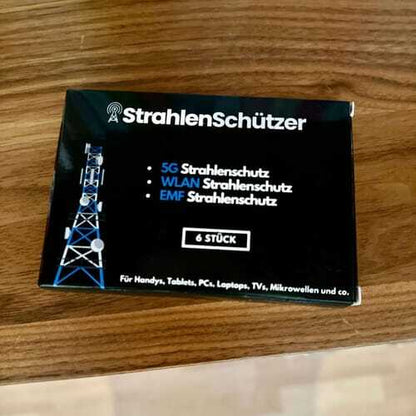 StrahlenSchützer
• 5G Strahlenschutz
• WLAN Strahlenschutz
• EMF Strahlenschutz
6 STÜCK
Für Handys, Tablets, PCs, Laptops, TVs, Mikrowellen und co.